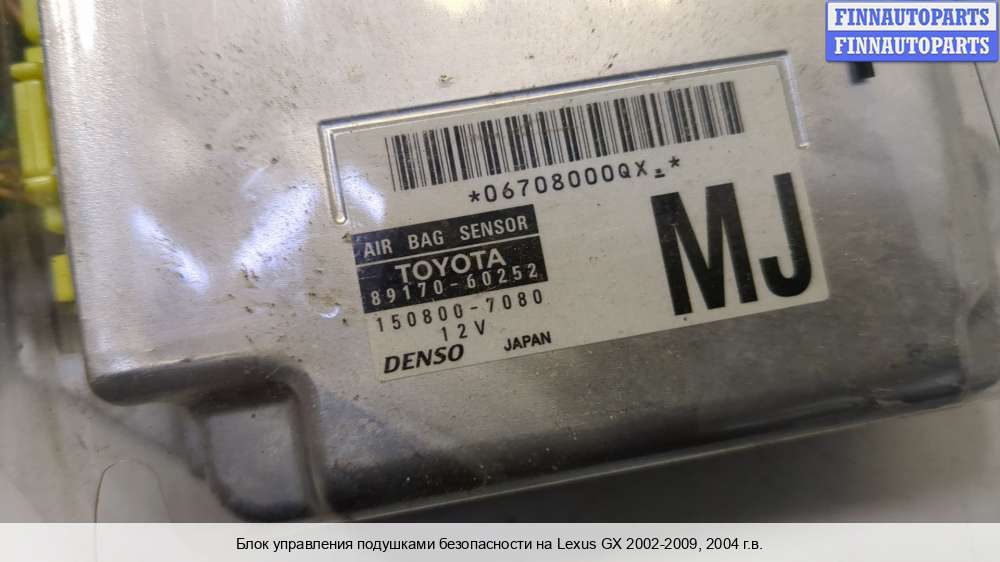 FINNAUTOPARTS
FINNAUTOPARTS
*06708000QX-*
AIR BAG SENSOR
TOYOTA
89170-60252
150800-7080
12V
DENSO JAPAN
MJ
Блок управления подушками безопасности на Lexus GX 2002-2009, 2004 г.в.